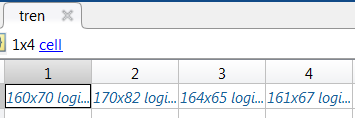 tren
1x4 cell
1 2 3 4
160x70 logi... 170x82 logi... 164x65 logi... 161x67 logi...